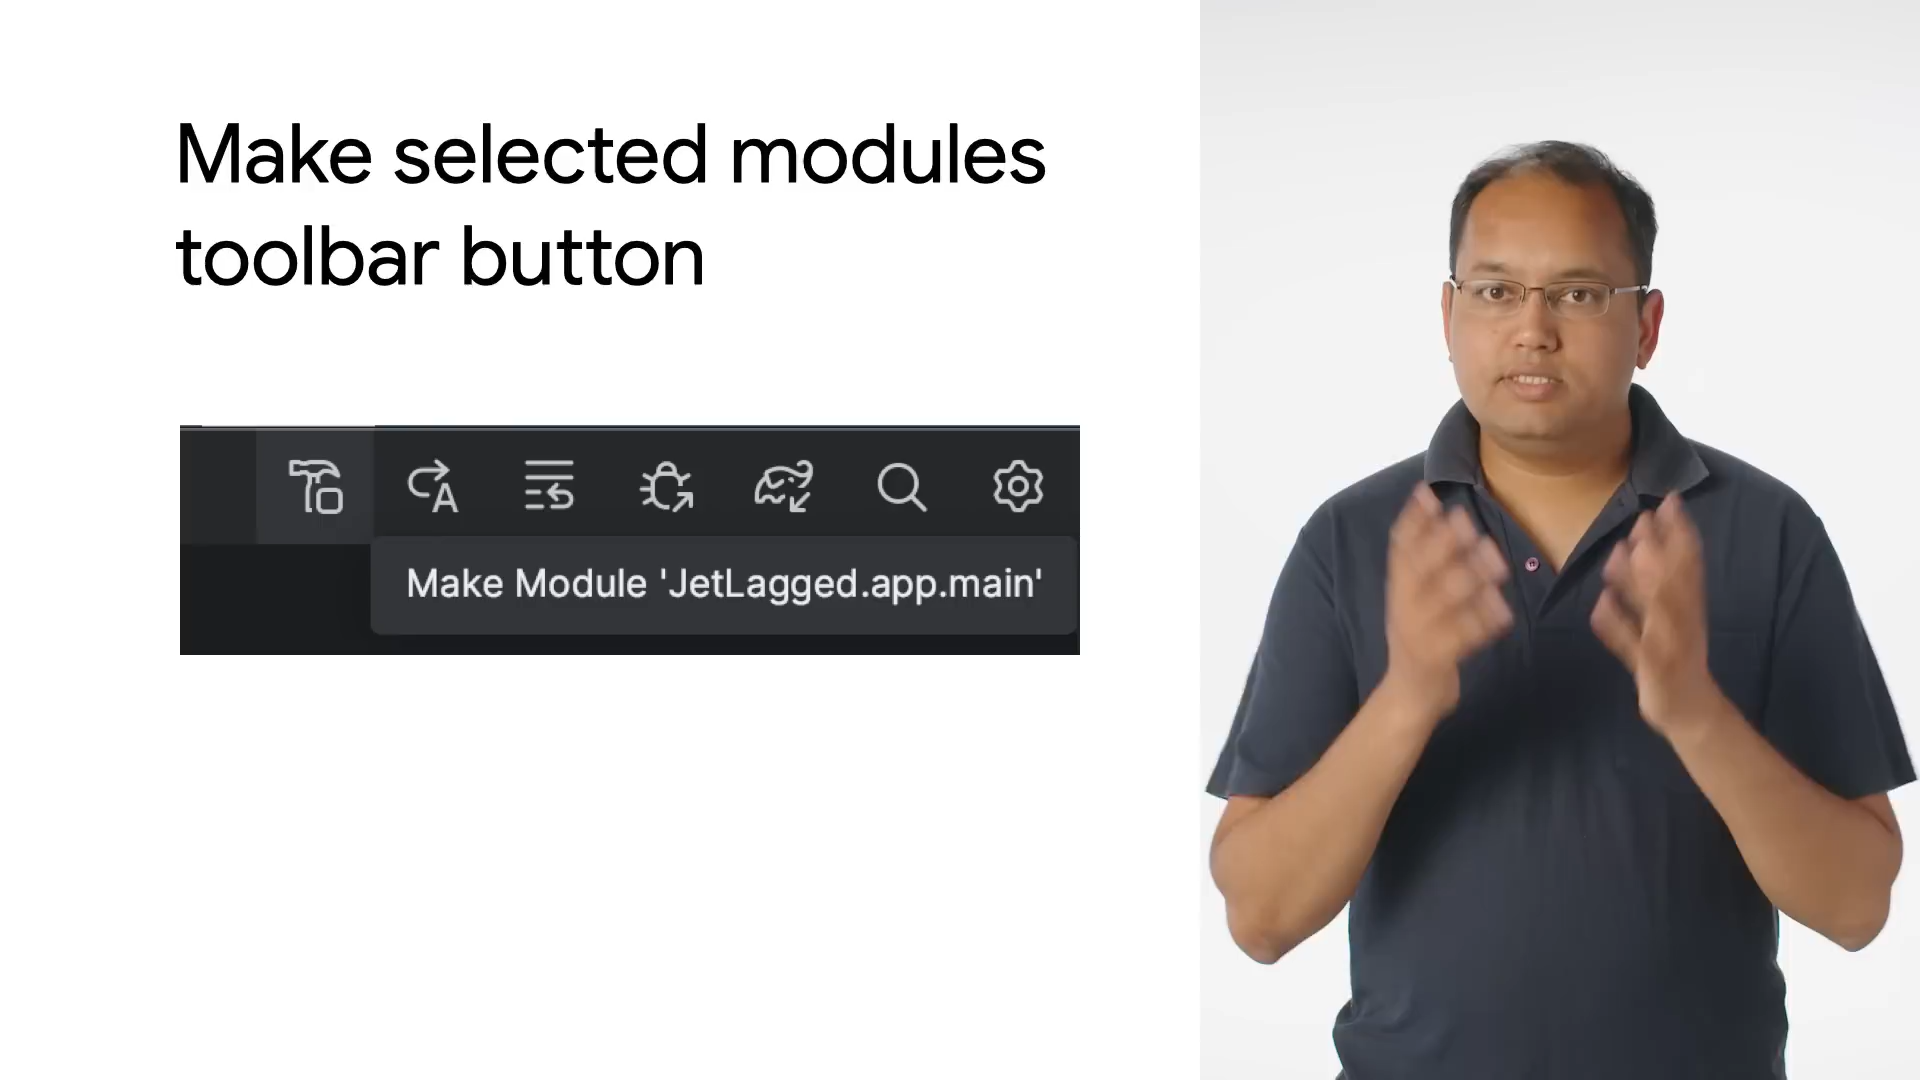 Make selected modules
toolbar button
A
Make Module 'JetLagged.app.main'